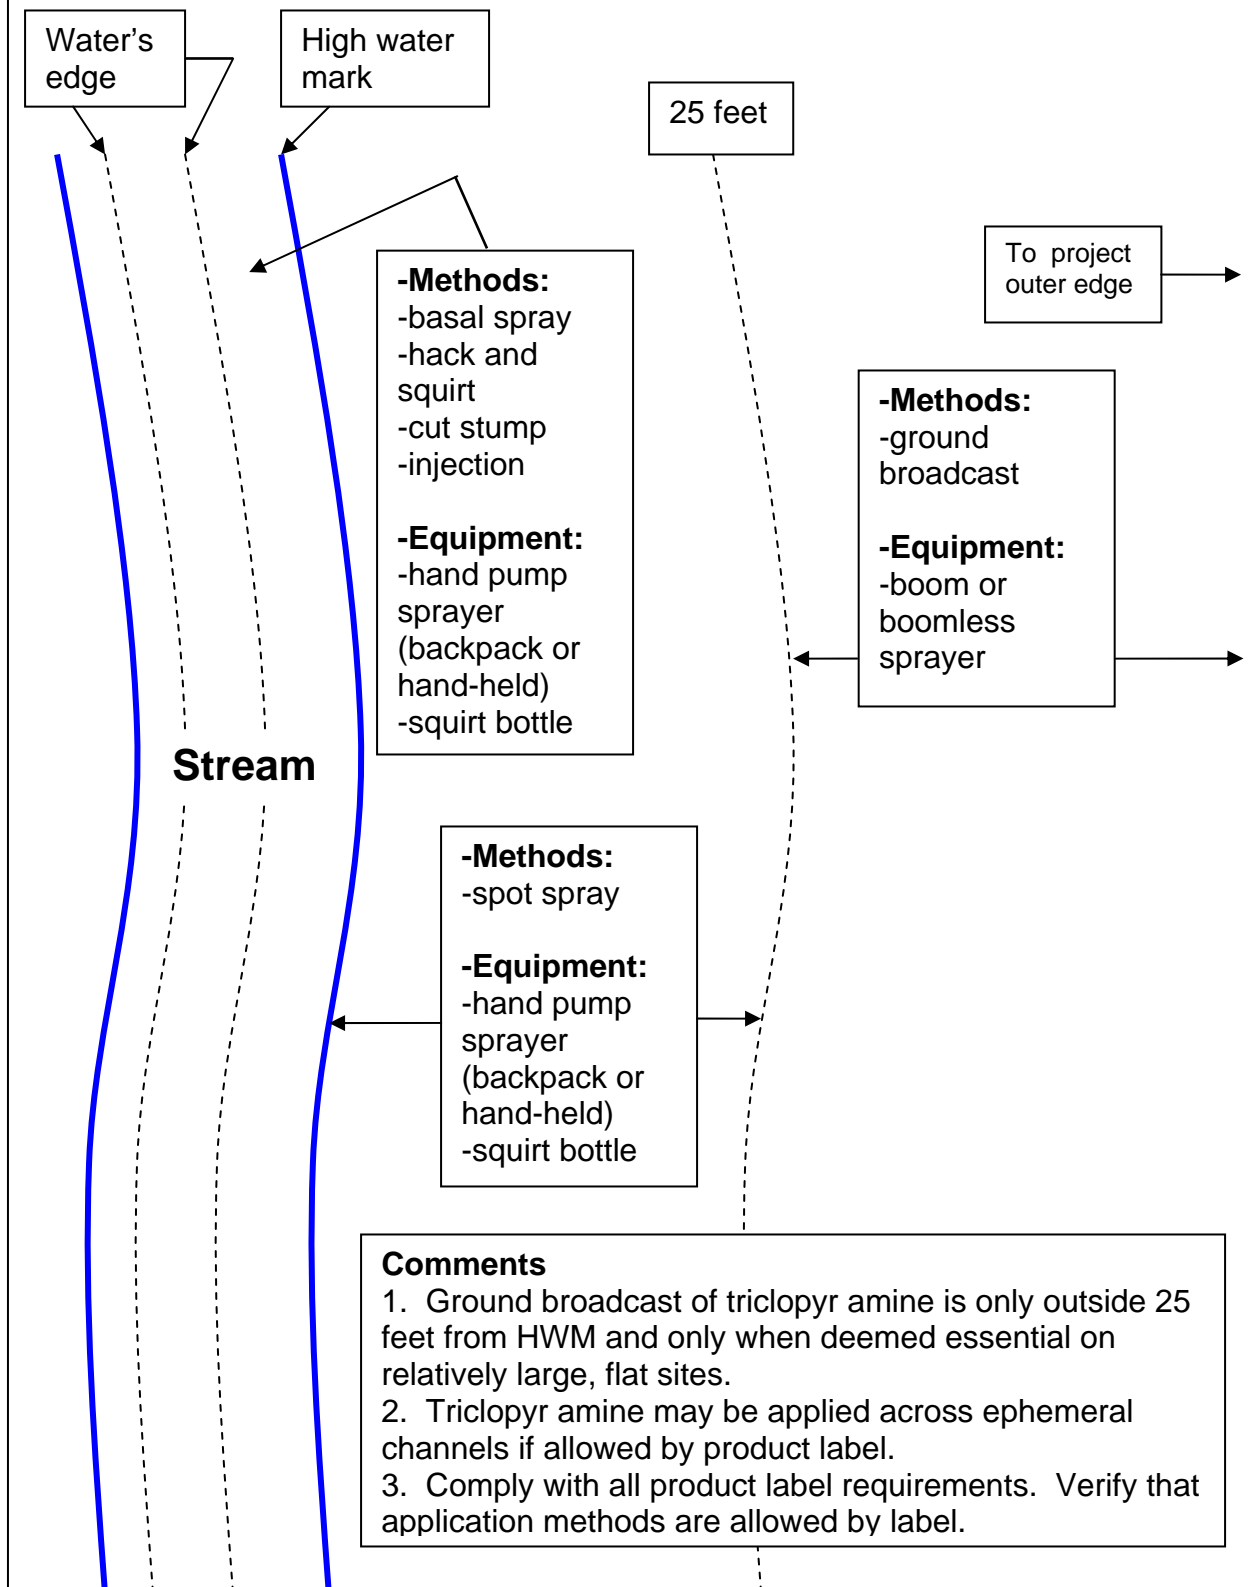 Water's
edge
High water
mark
25 feet
To  project
outer edge
-Methods:
-basal spray
-hack and
squirt
-cut stump
-injection
-Equipment:
-hand pump
sprayer
(backpack or
hand-held)
-squirt bottle
-Methods:
-ground
broadcast
-Equipment:
-boom or
boomless
sprayer
Stream
-Methods:
-spot spray
-Equipment:
-hand pump
sprayer
(backpack or
hand-held)
-squirt bottle
Comments
1.  Ground broadcast of triclopyr amine is only outside 25
feet from HWM and only when deemed essential on
relatively large, flat sites.
2.  Triclopyr amine may be applied across ephemeral
channels if allowed by product label.
3.  Comply with all product label requirements.  Verify that
application methods are allowed by label.